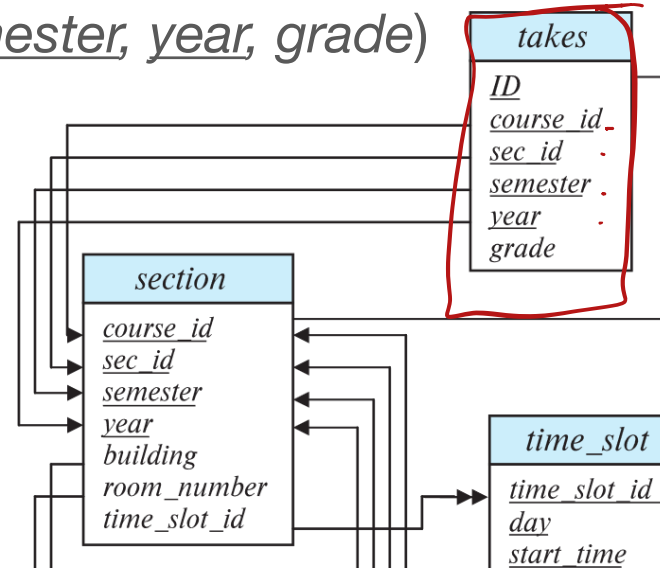 ester, year, grade)
takes
ID
course_id
sec_id
semester
year
grade
section
course_id
sec_id
semester
year
building
room_number
time_slot_id
time_slot
time_slot_id
day
start_time